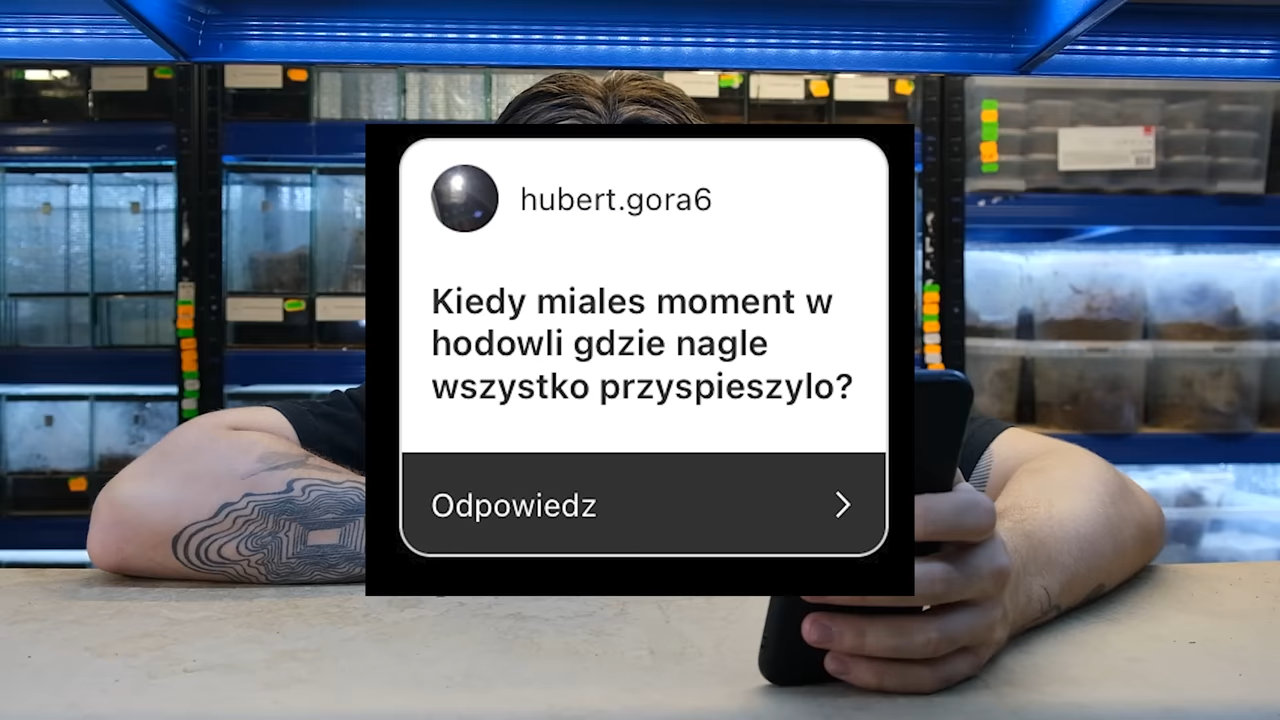 hubert.gora6
Kiedy miales moment w
hodowli gdzie nagle
wszystko przyspieszylo?
Odpowiedz